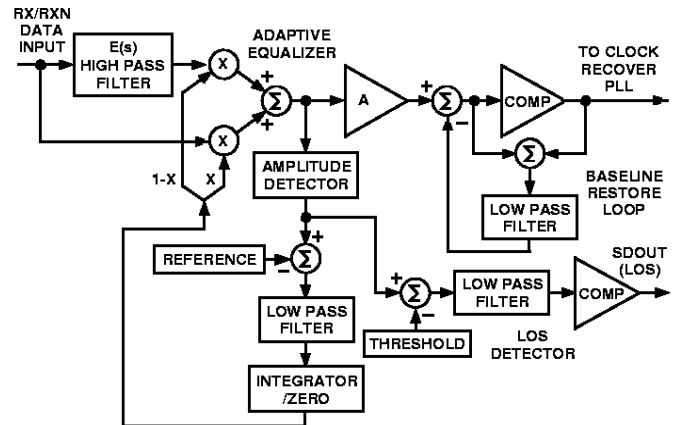 RX/RXN
DATA
INPUT
E(s)
HIGH PASS
FILTER
X
X
ADAPTIVE
EQUALIZER
+
Σ
+
A
+
Σ
−
COMP
TO CLOCK
RECOVER
PLL
Σ
LOW PASS
FILTER
BASELINE
RESTORE
LOOP
1-X
X
AMPLITUDE
DETECTOR
REFERENCE
+
−
Σ
LOW PASS
FILTER
INTEGRATOR
/ZERO
+
Σ
−
THRESHOLD
LOW PASS
FILTER
COMP
SDOUT
(LOS)
LOS
DETECTOR